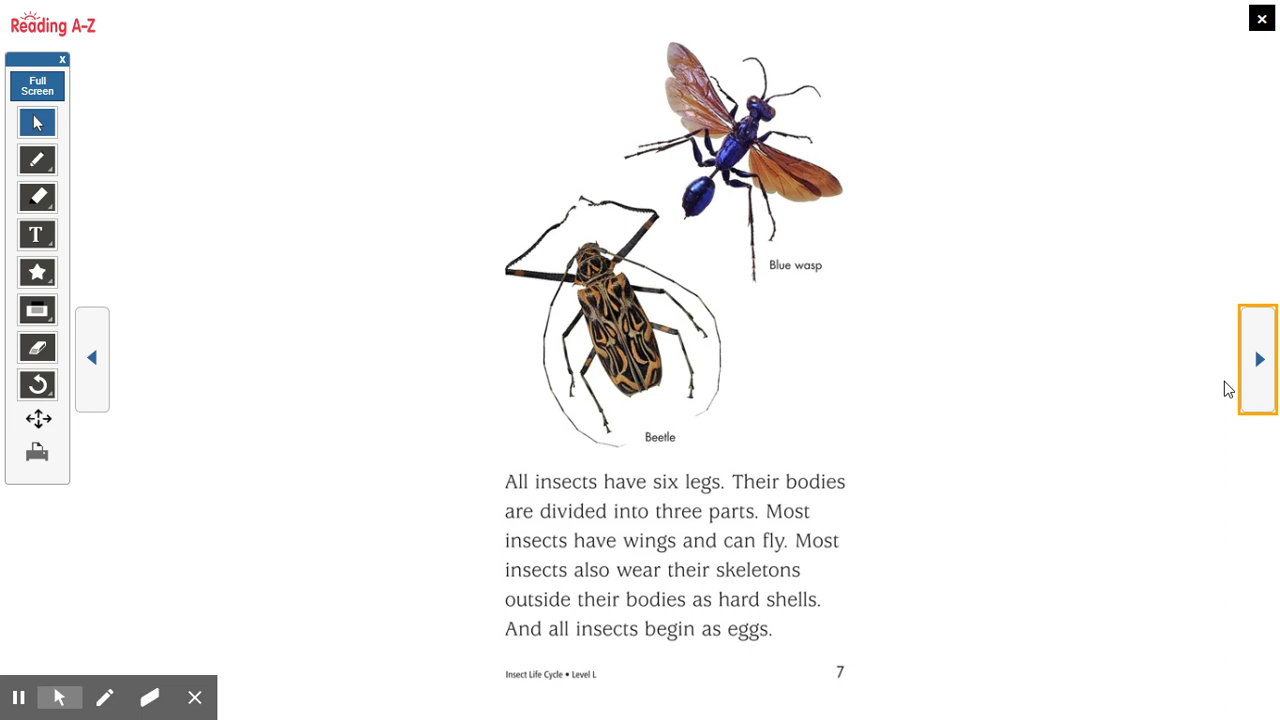 Reading A-Z
x
Full
Screen
T
Blue wasp
Beetle
All insects have six legs. Their bodies
are divided into three parts. Most
insects have wings and can fly. Most
insects also wear their skeletons
outside their bodies as hard shells.
And all insects begin as eggs.
Insect Life Cycle • Level L
7